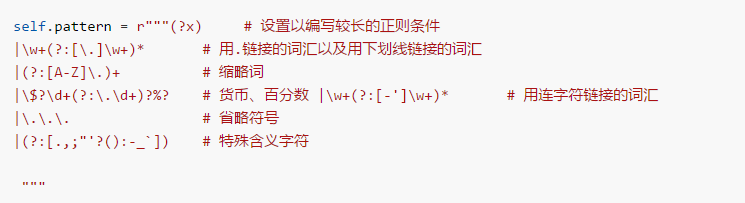 self.pattern = r"""(?x)     # 设置以编写较长的正则条件
|\w+(?:[\.]\w+)*       # 用.链接的词汇以及用下划线链接的词汇
|(?:[A-Z]\.)+          # 缩略词
|\$?\d+(?:\.\d+)?%?    # 货币、百分数 |\w+(?:[-']\w+)*       # 用连字符链接的词汇
|\.\.\.                # 省略符号
|(?:[.,;"'?():-_`])    # 特殊含义字符
"""